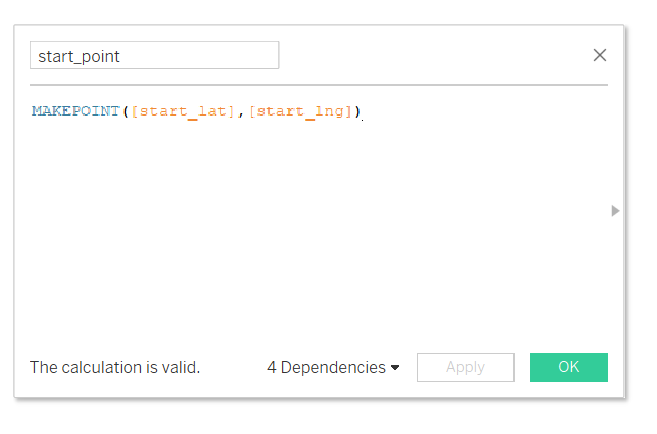 start_point
MAKEPOINT([start_lat],[start_lng])
The calculation is valid.
4 Dependencies
Apply
OK